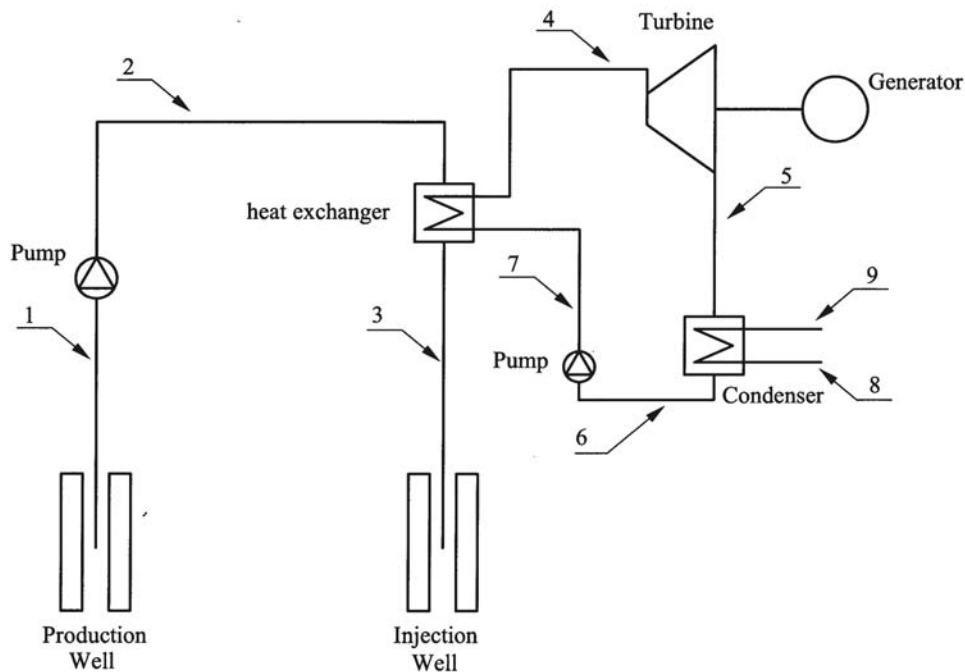 4
Turbine
2
Generator
5
heat exchanger
Pump
7
9
1
3
Pump
8
Condenser
6
Production
Well
Injection
Well